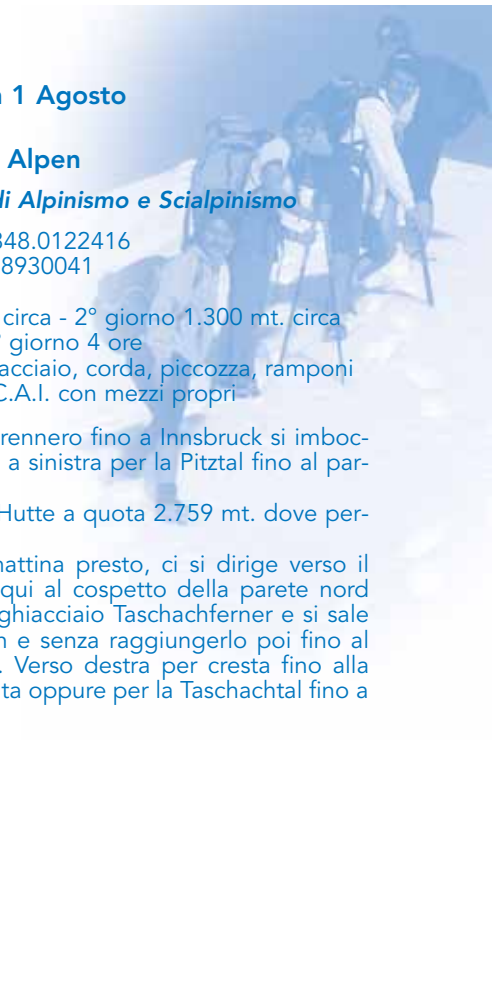 1 Agosto
Alpen
di Alpinismo e Scialpinismo
348.0122416
8930041
circa - 2° giorno 1.300 mt. circa
giorno 4 ore
acciaio, corda, piccozza, ramponi
C.A.I. con mezzi propri
rennero fino a Innsbruck si imboc-
a sinistra per la Pitztal fino al par-
Hutte a quota 2.759 mt. dove per-
nattina presto, ci si dirige verso il
qui al cospetto della parete nord
ghiacciaio Taschachferner e si sale
e senza raggiungerlo poi fino al
. Verso destra per cresta fino alla
ta oppure per la Taschachtal fino a